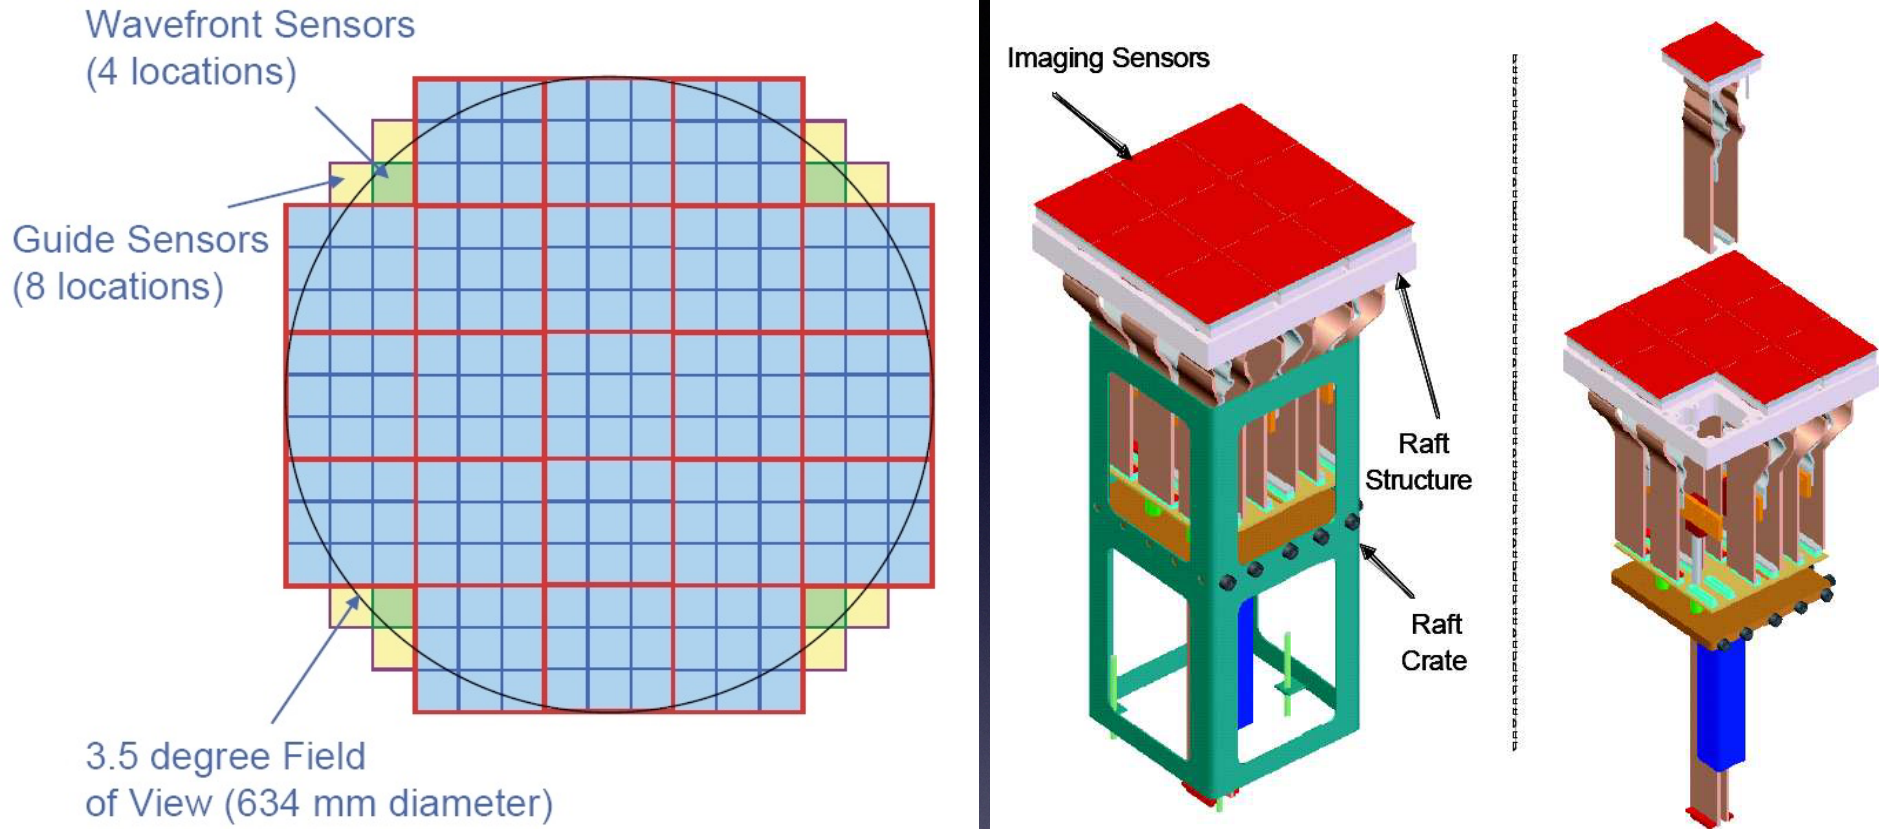 Wavefront Sensors
(4 locations)
Guide Sensors
(8 locations)
3.5 degree Field
of View (634 mm diameter)
Imaging Sensors
Raft
Structure
Raft
Crate